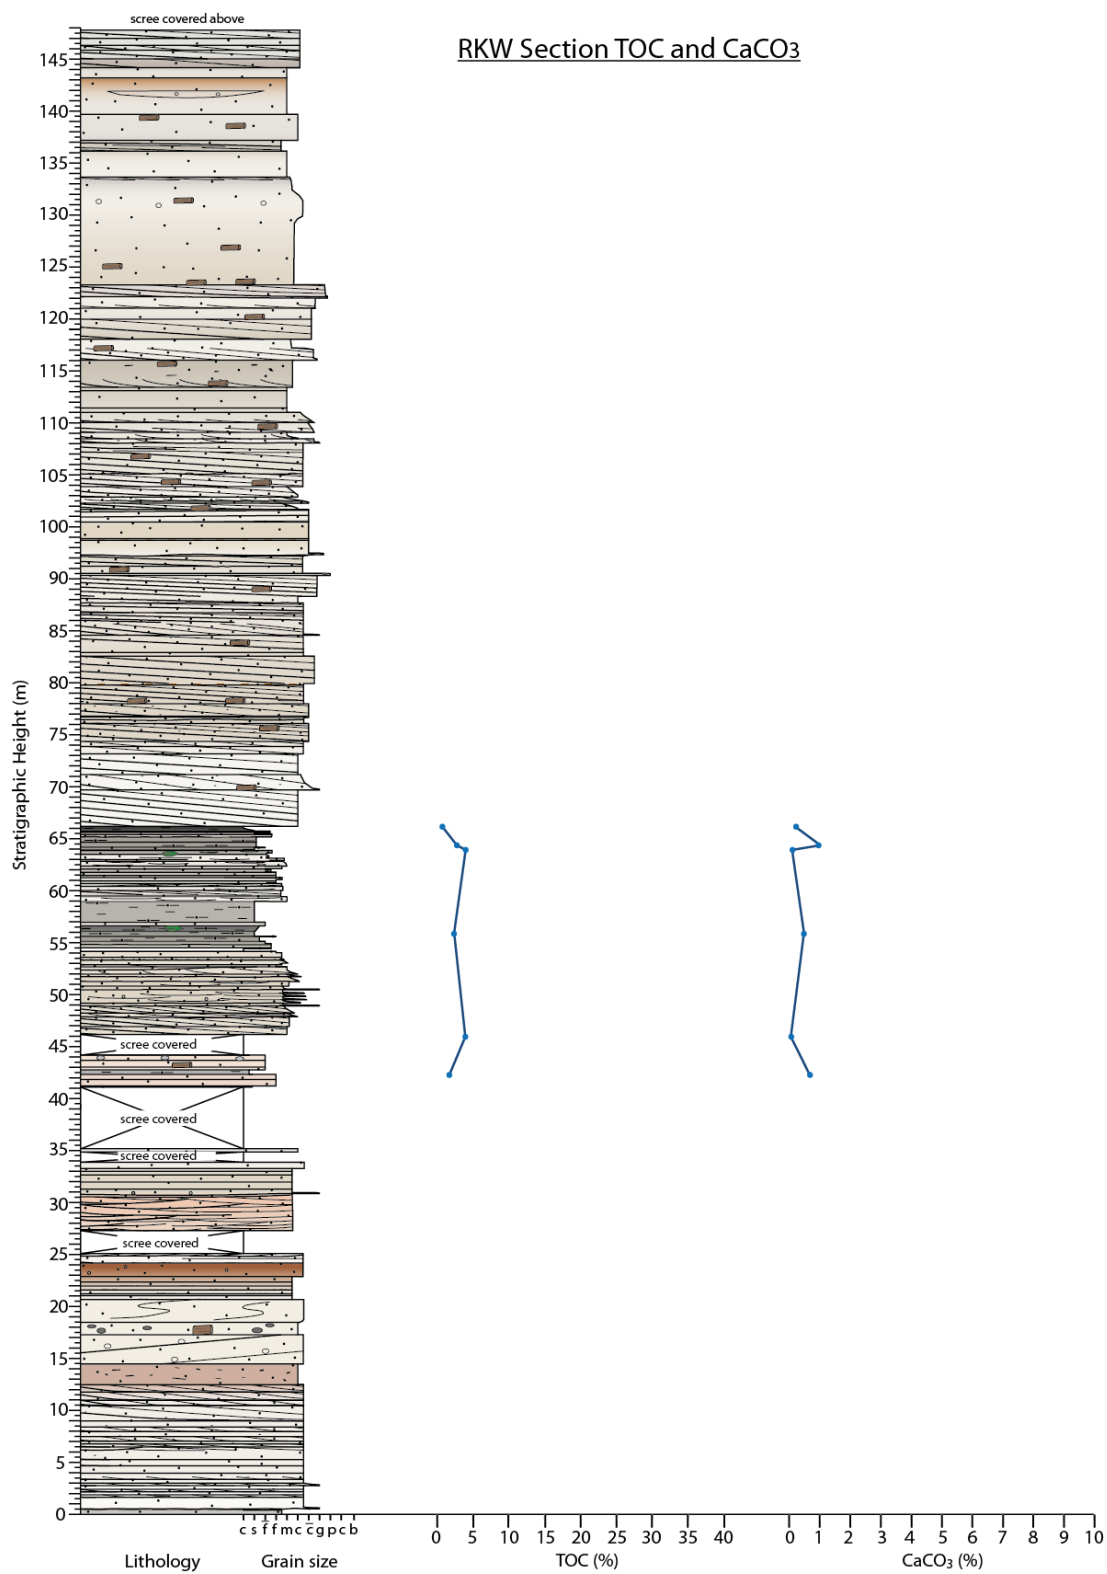 scree covered above
RKW Section TOC and CaCO3
145
140
135
130
125
120
115
110
105
100
90
85
80
75
70
65
60
55
50
45
scree covered
40
scree covered
35
scree covered
30
25
scree covered
20
15
10
5
0
Stratigraphic Height (m)
c s f f m c c g p c b
Lithology
Grain size
0 5 10 15 20 25 30 35 40
TOC (%)
0 1 2 3 4 5 6 7 8 9 10
CaCO3 (%)